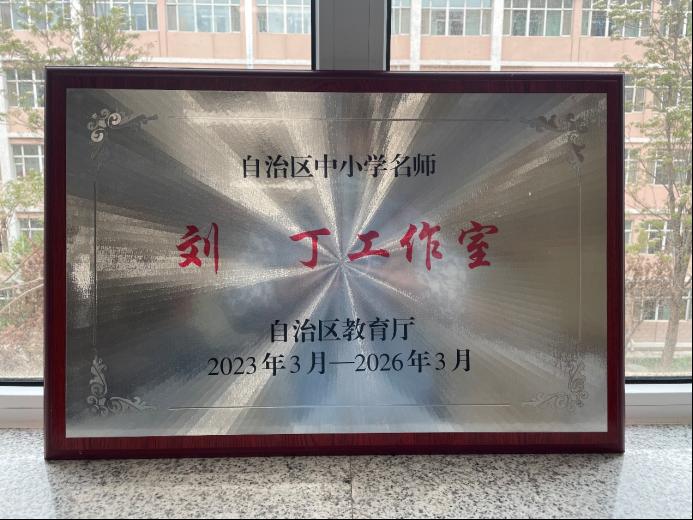 自治区中小学名师
刘 丁工作室
自治区教育厅
2023年3月—2026年3月